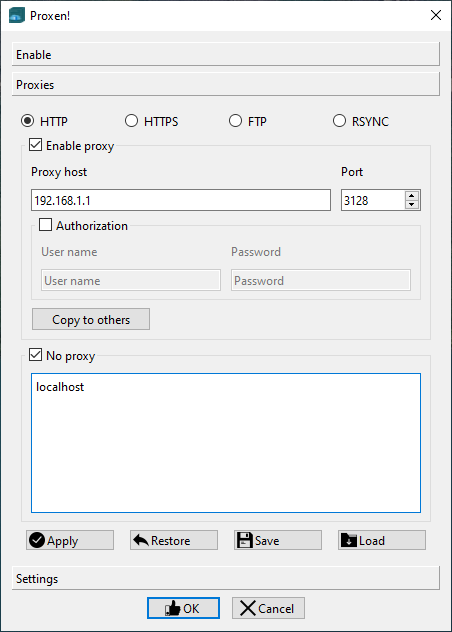 Proxen!
Enable
Proxies
HTTP HTTPS FTP RSYNC
Enable proxy
Proxy host Port
192.168.1.1 3128
Authorization
User name Password
User name Password
Copy to others
No proxy
localhost
Apply Restore Save Load
Settings
OK Cancel